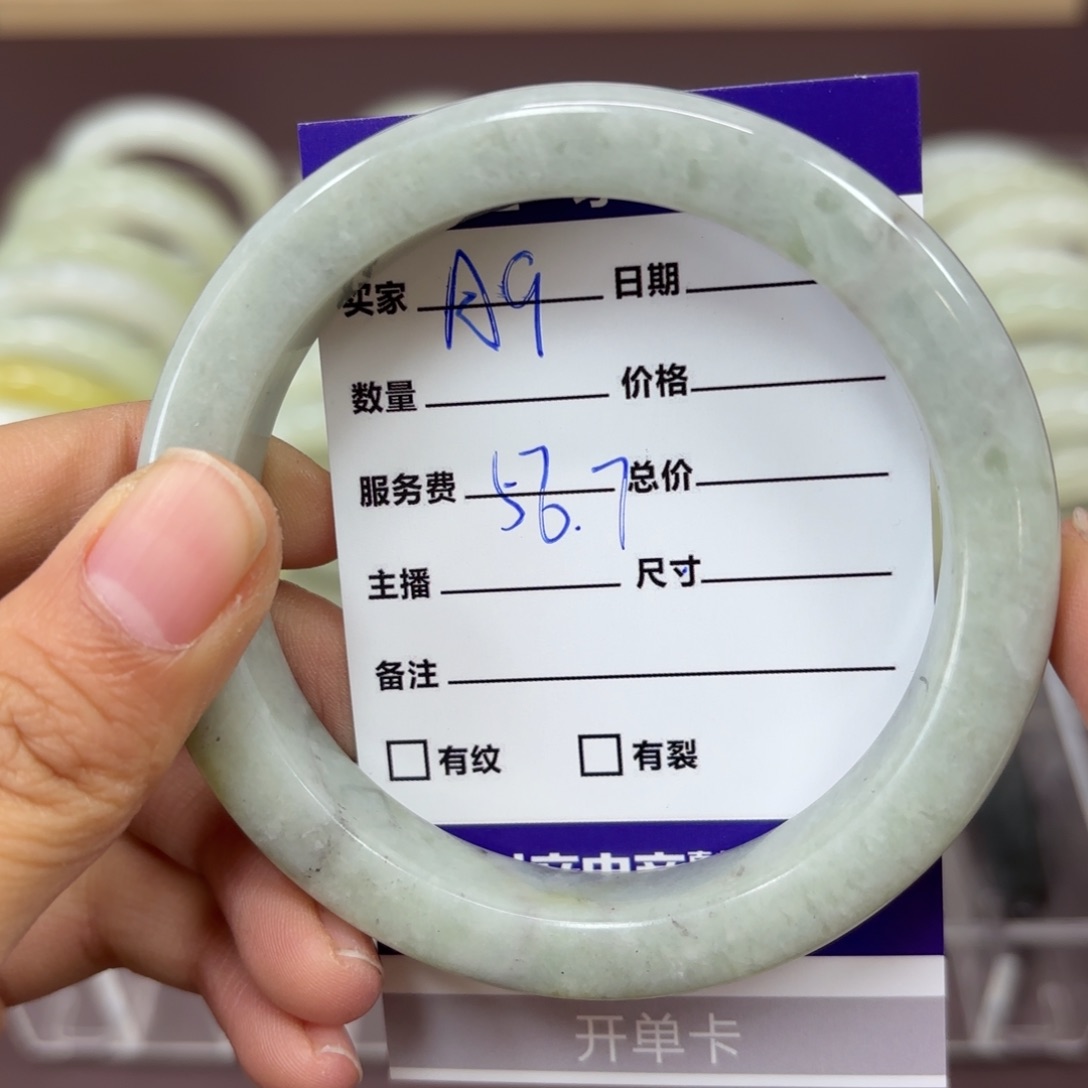 买家 A9 日期
数量 价格
服务费 56.7 总价
主播 尺寸
备注
□有纹 □有裂
开单卡